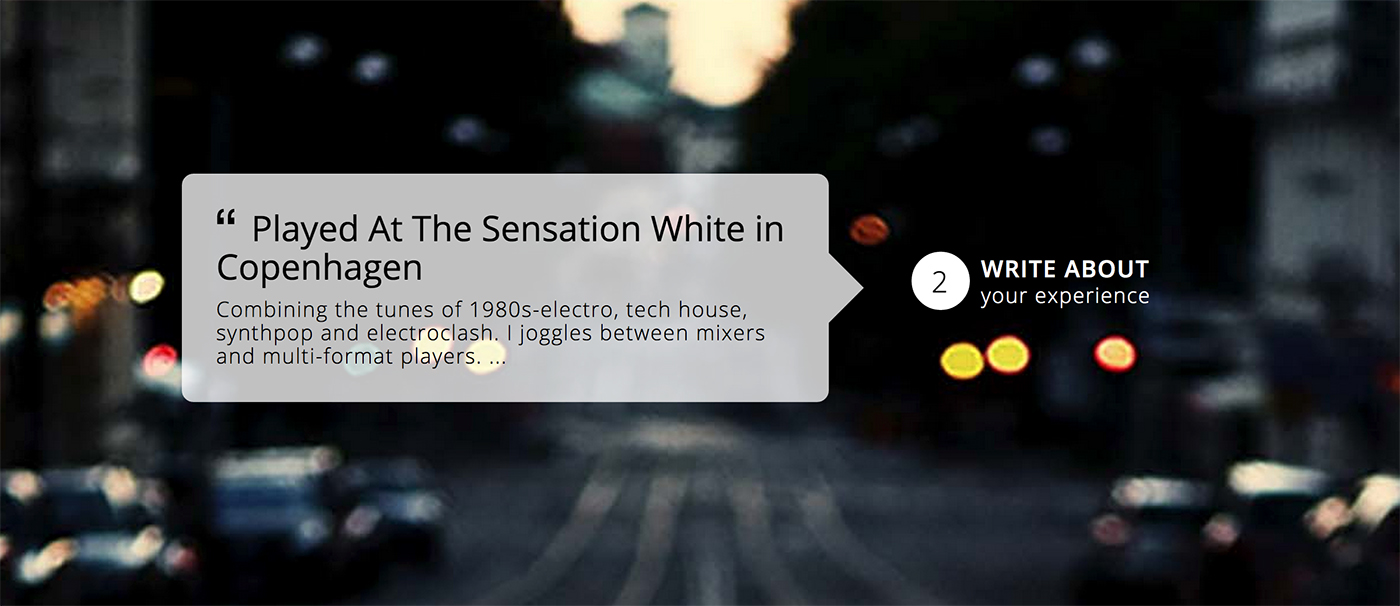 “ Played At The Sensation White in
Copenhagen
Combining the tunes of 1980s-electro, tech house,
synthpop and electroclash. I joggles between mixers
and multi-format players. ...
2
WRITE ABOUT
your experience